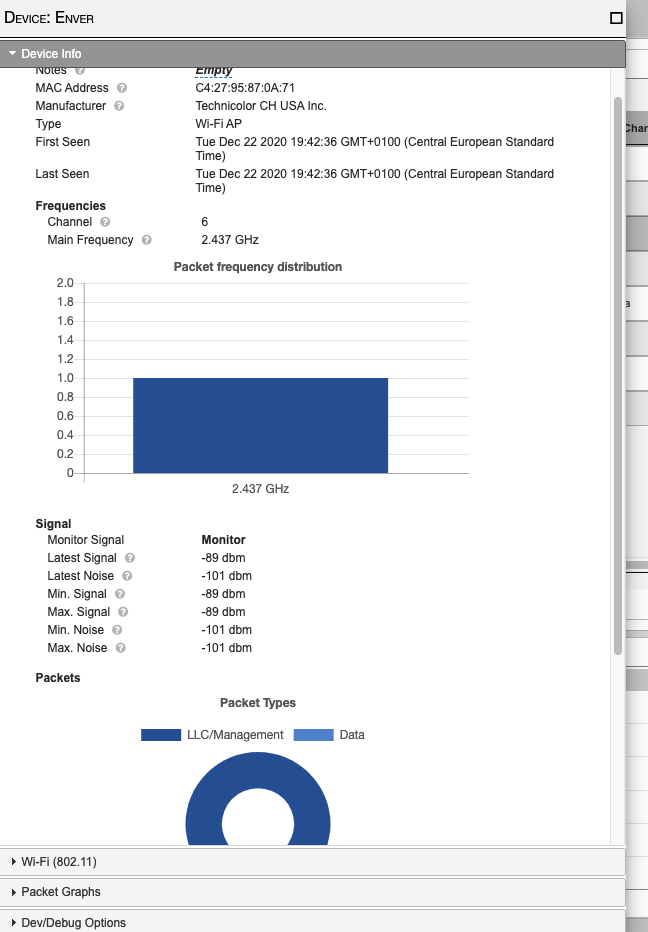 Device: Enver
Device Info
Notes
Empty
MAC Address
C4:27:95:87:0A:71
Manufacturer
Technicolor CH USA Inc.
Type
Wi-Fi AP
First Seen
Tue Dec 22 2020 19:42:36 GMT+0100 (Central European Standard
Time)
Last Seen
Tue Dec 22 2020 19:42:36 GMT+0100 (Central European Standard
Time)
Frequencies
Channel
6
Main Frequency
2.437 GHz
Packet frequency distribution
2.0
1.8
1.6
1.4
1.2
1.0
0.8
0.6
0.4
0.2
0
2.437 GHz
Signal
Monitor Signal
Monitor
Latest Signal
-89 dbm
Latest Noise
-101 dbm
Min. Signal
-89 dbm
Max. Signal
-89 dbm
Min. Noise
-101 dbm
Max. Noise
-101 dbm
Packets
Packet Types
LLC/Management
Data
Wi-Fi (802.11)
Packet Graphs
Dev/Debug Options